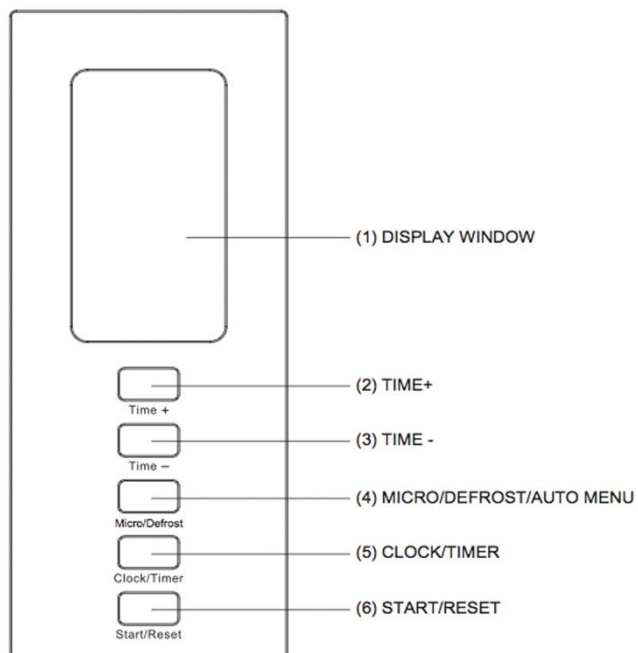 (1) DISPLAY WINDOW
(2) TIME+
Time +
(3) TIME -
Time –
(4) MICRO/DEFROST/AUTO MENU
Micro/Defrost
(5) CLOCK/TIMER
Clock/Timer
(6) START/RESET
Start/Reset